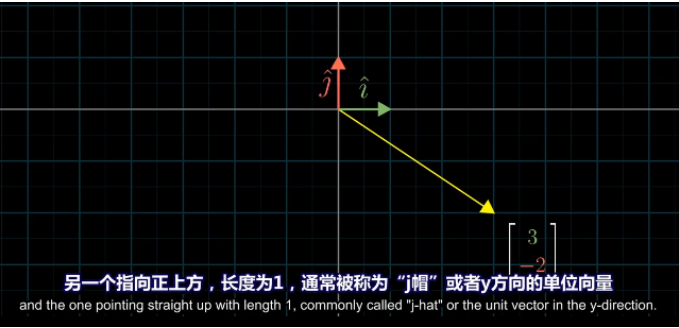 ĵ î
3
-2
另一个指向正上方，长度为1，通常被称为“j帽”或者y方向的单位向量
and the one pointing straight up with length 1, commonly called "j-hat" or the unit vector in the y-direction.